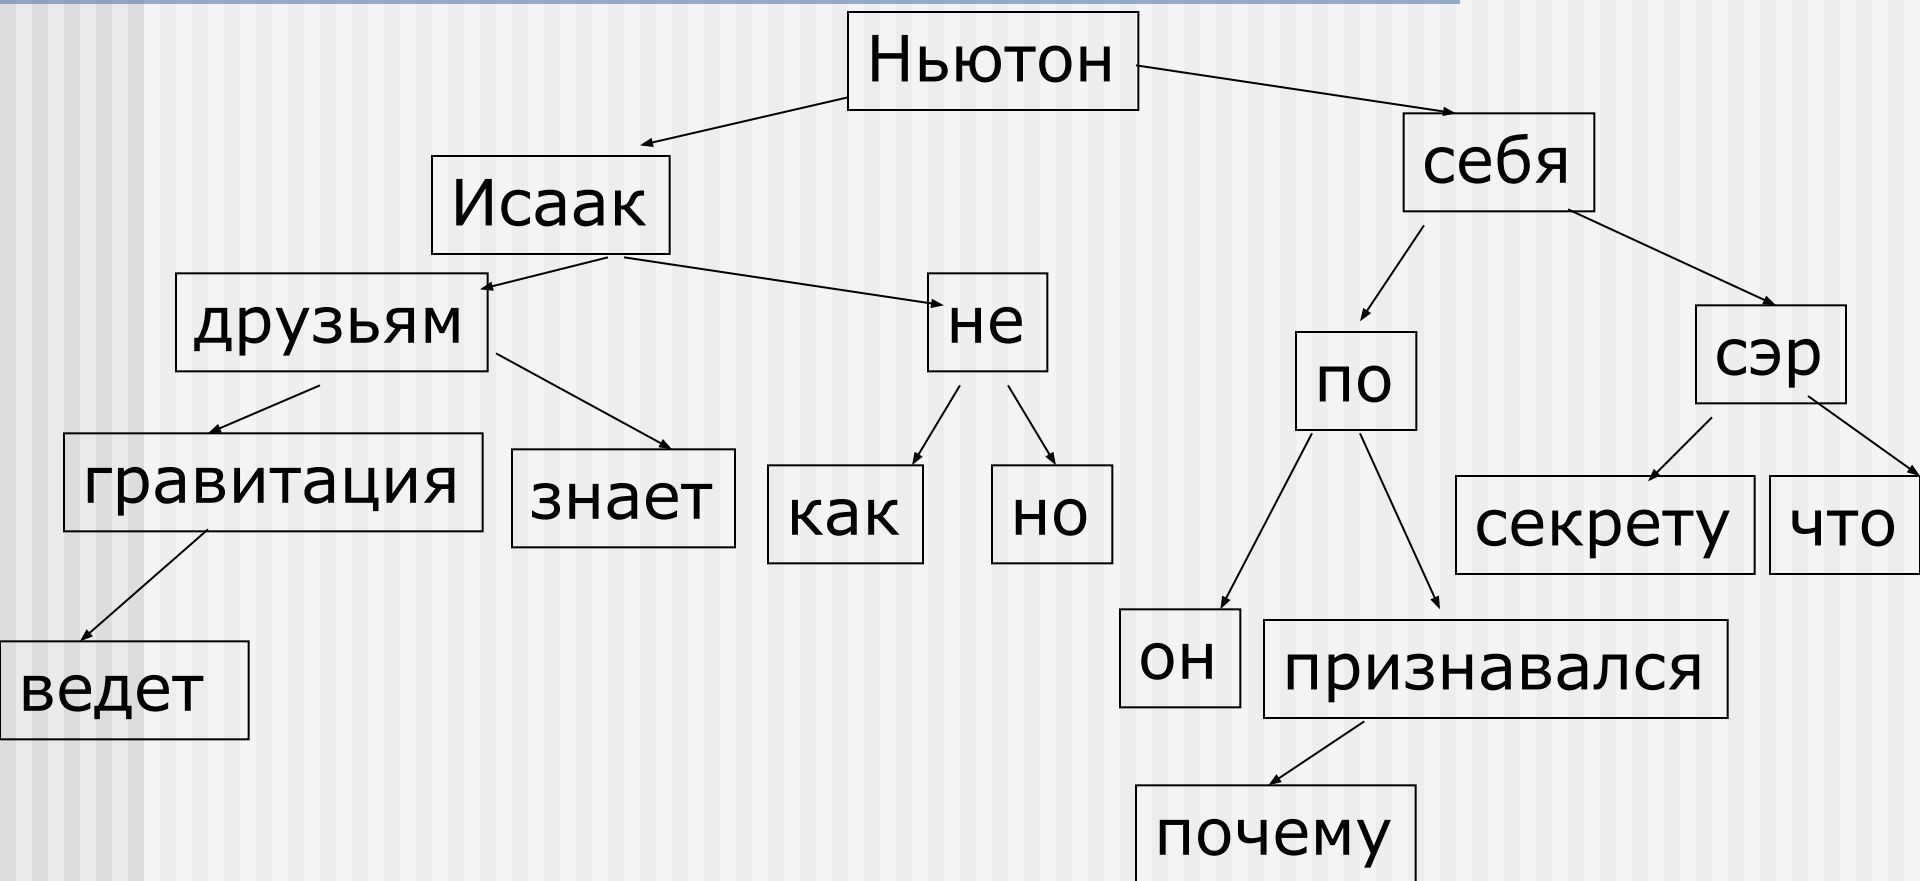 Ньютон
себя
Исаак
друзьям
не
сэр
по
гравитация
знает
как
но
секрету
что
он
признавался
ведет
почему